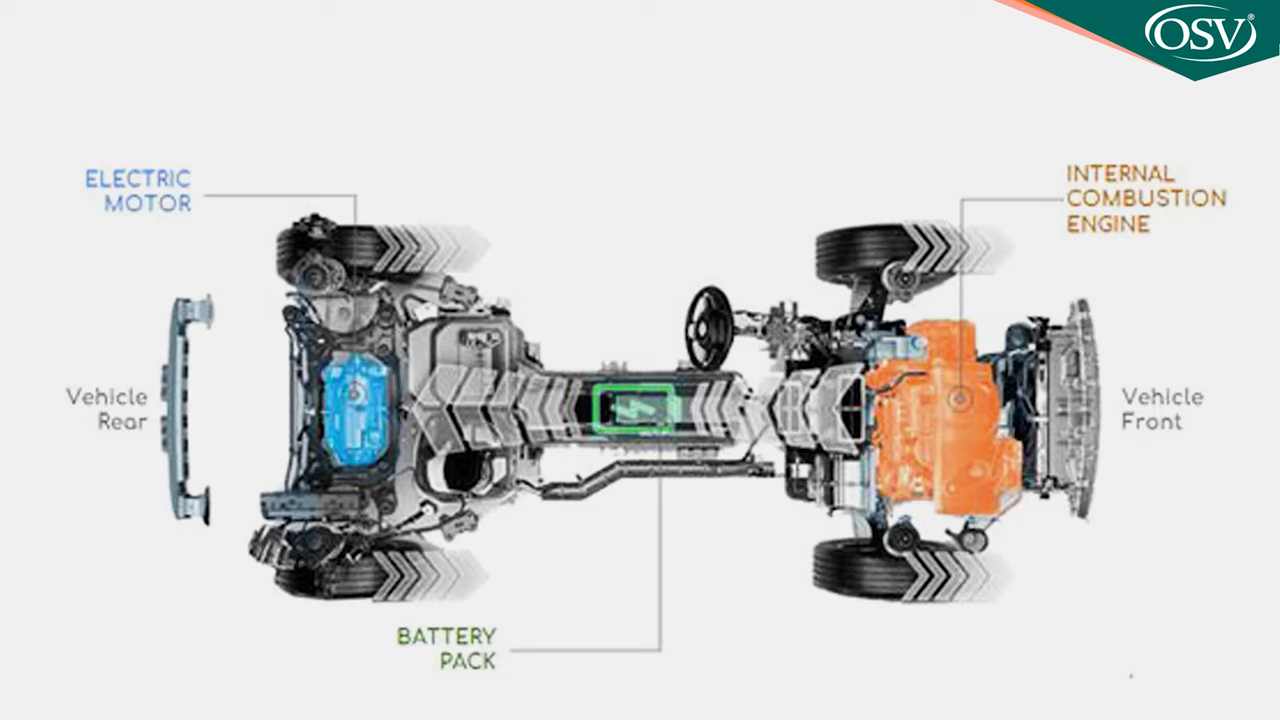 OSV®
ELECTRIC
MOTOR
INTERNAL
COMBUSTION
ENGINE
Vehicle
Rear
Vehicle
Front
BATTERY
PACK